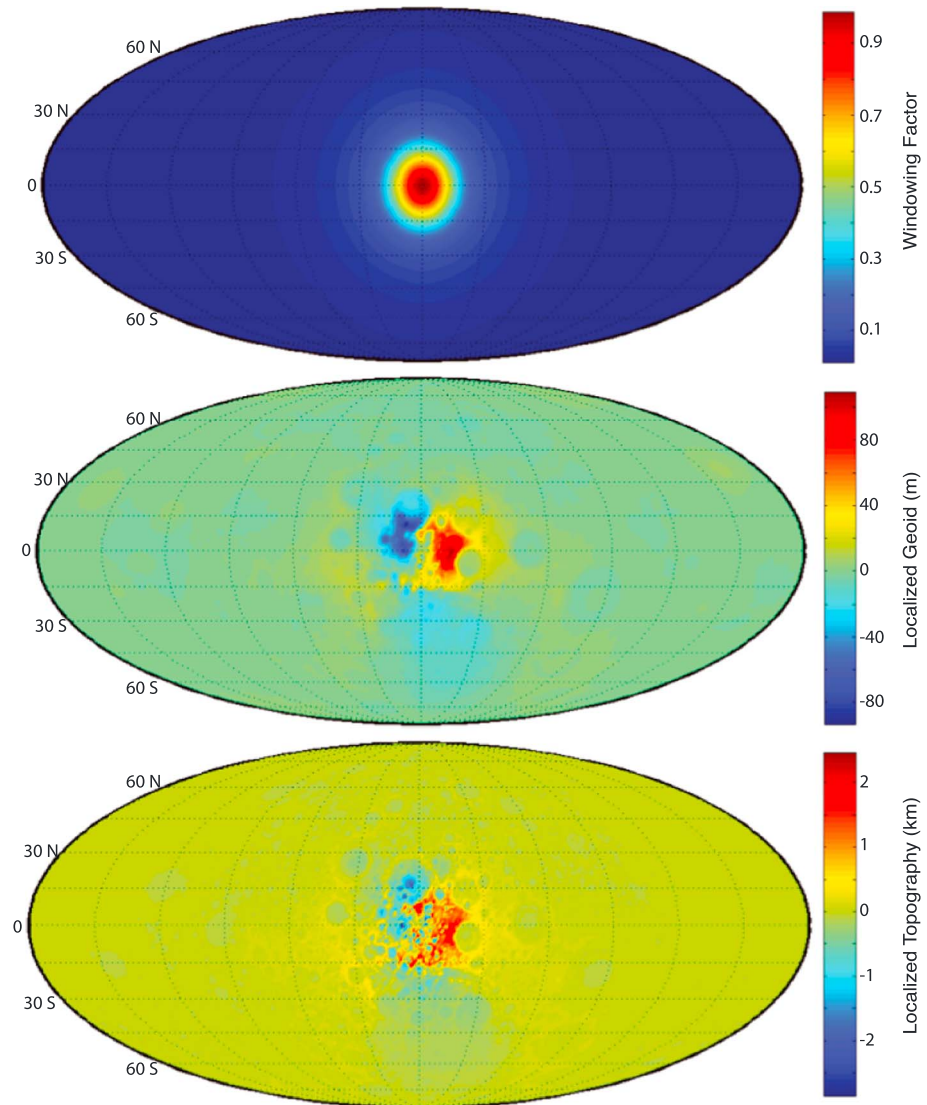 60 N
30 N
0
30 S
60 S
0.9
0.7
0.5
0.3
0.1
Windowing Factor
60 N
30 N
0
30 S
60 S
80
40
0
-40
-80
Localized Geoid (m)
60 N
30 N
0
30 S
60 S
2
1
0
-1
-2
Localized Topography (km)